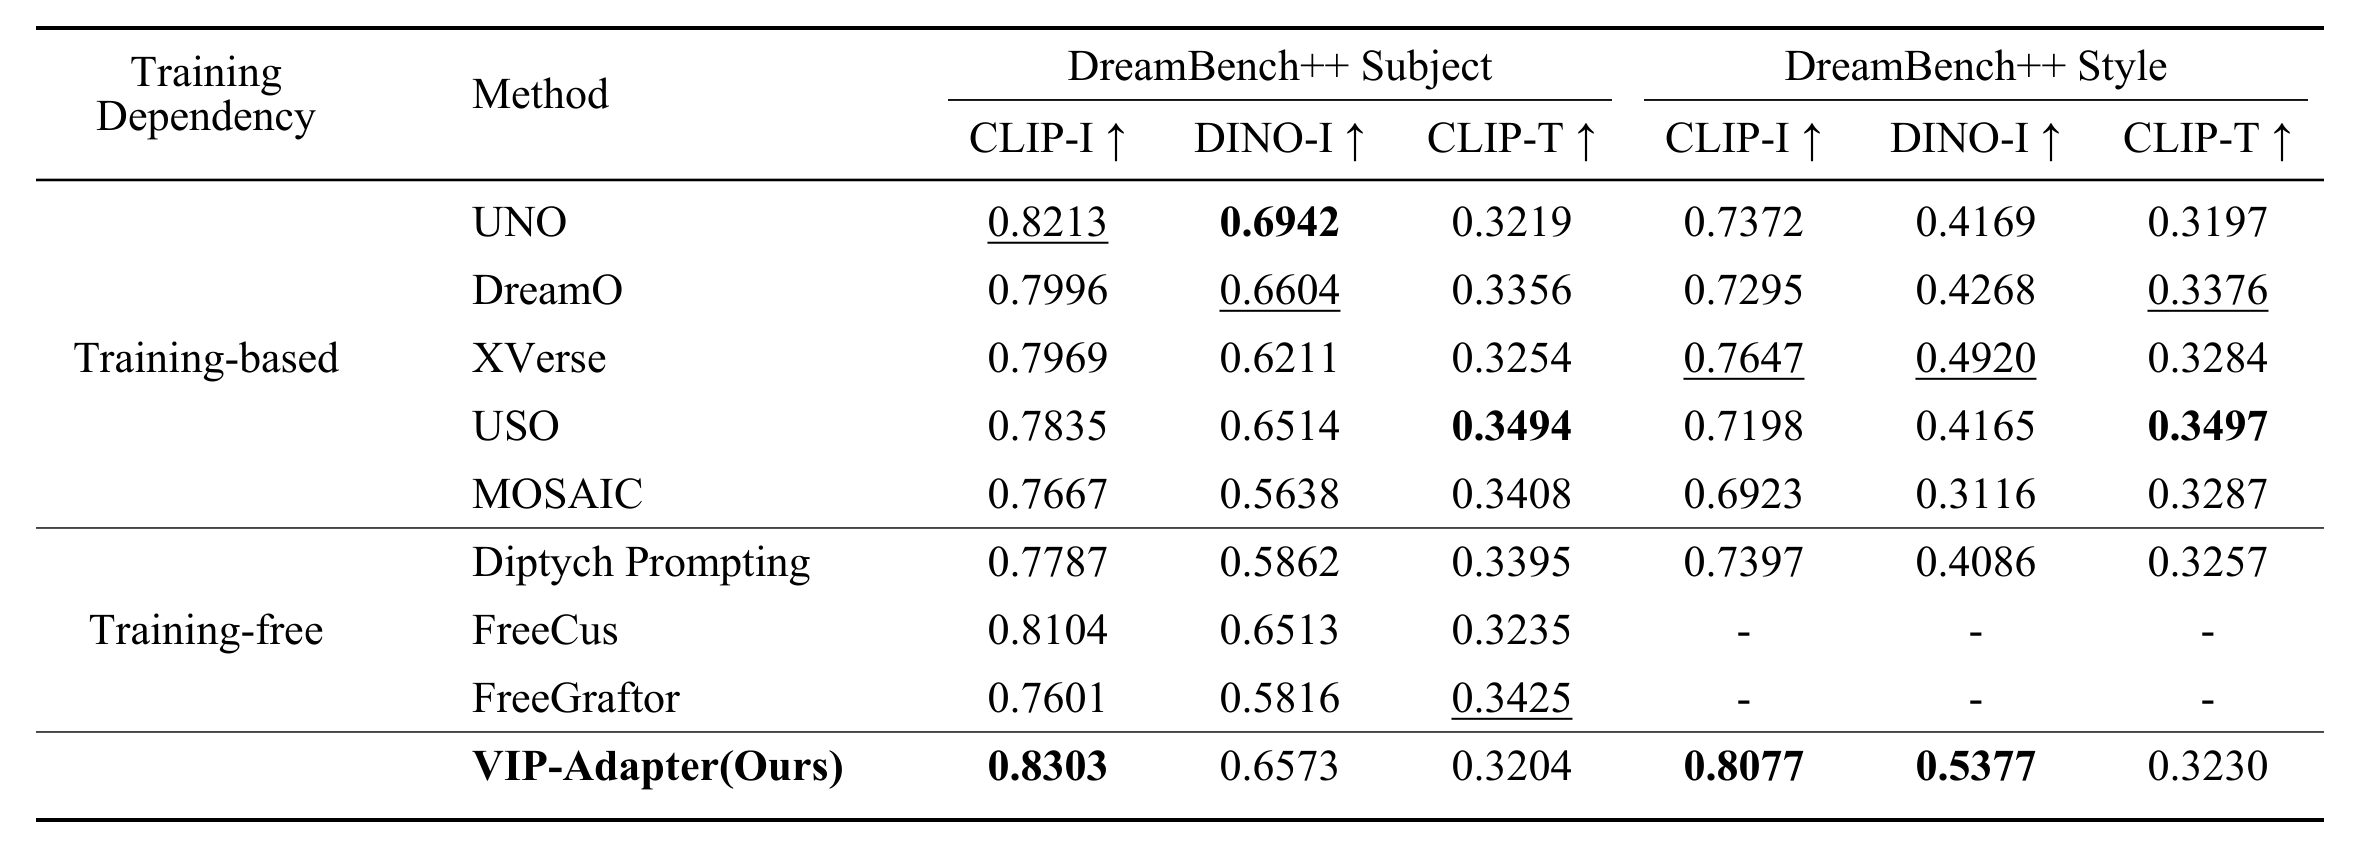 Training Dependency Method DreamBench++ Subject DreamBench++ Style
CLIP-I ↑ DINO-I ↑ CLIP-T ↑ CLIP-I ↑ DINO-I ↑ CLIP-T ↑
UNO 0.8213 0.6942 0.3219 0.7372 0.4169 0.3197
DreamO 0.7996 0.6604 0.3356 0.7295 0.4268 0.3376
Training-based XVerse 0.7969 0.6211 0.3254 0.7647 0.4920 0.3284
USO 0.7835 0.6514 0.3494 0.7198 0.4165 0.3497
MOSAIC 0.7667 0.5638 0.3408 0.6923 0.3116 0.3287
Diptych Prompting 0.7787 0.5862 0.3395 0.7397 0.4086 0.3257
Training-free FreeCus 0.8104 0.6513 0.3235 - - -
FreeGraftor 0.7601 0.5816 0.3425 - - -
VIP-Adapter(Ours) 0.8303 0.6573 0.3204 0.8077 0.5377 0.3230